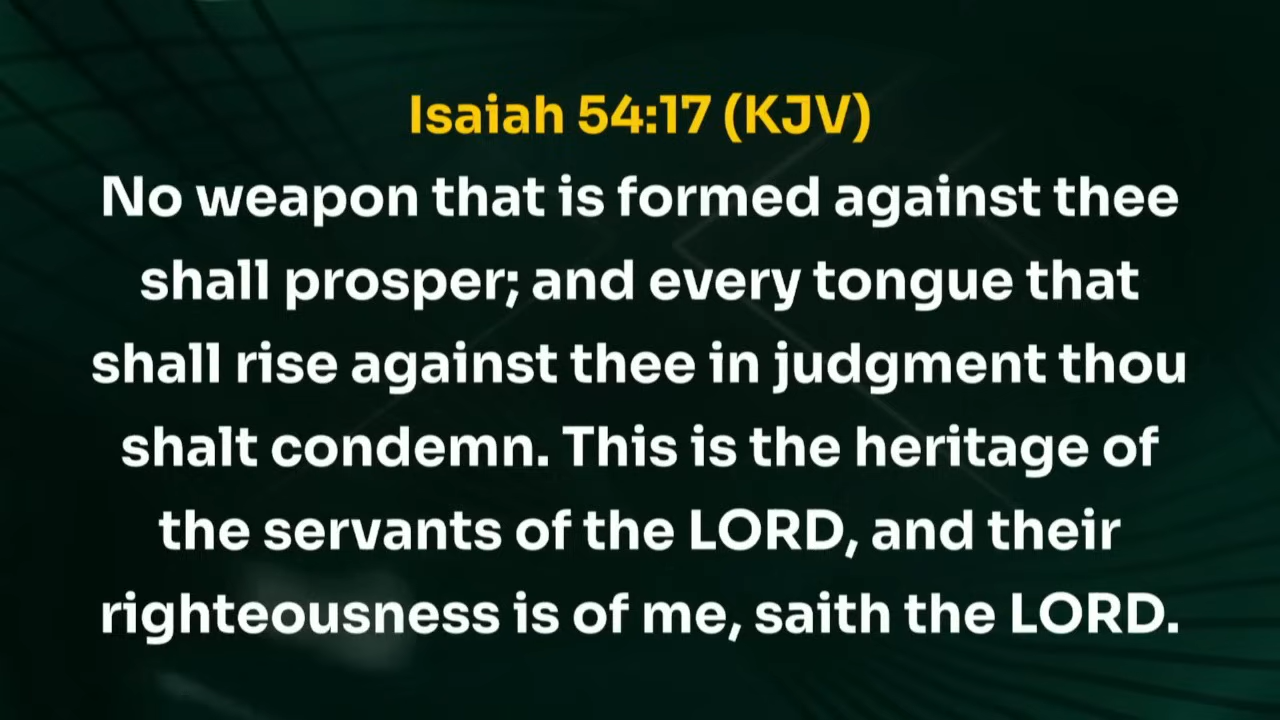 Isaiah 54:17 (KJV)
No weapon that is formed against thee
shall prosper; and every tongue that
shall rise against thee in judgment thou
shalt condemn. This is the heritage of
the servants of the LORD, and their
righteousness is of me, saith the LORD.